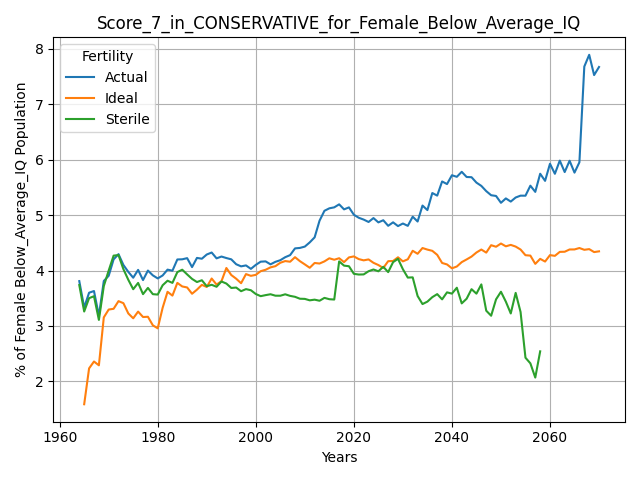 Score_7_in_CONSERVATIVE_for_Female_Below_Average_IQ
Fertility
Actual
Ideal
Sterile
% of Female Below_Average_IQ Population
8
7
6
5
4
3
2
1960
1980
2000
2020
2040
2060
Years